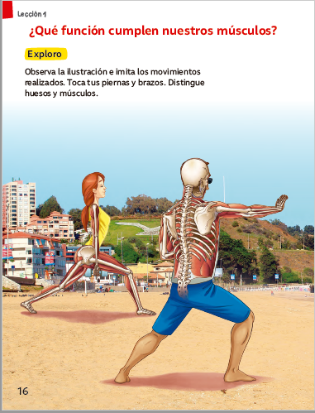 Lección 1
¿Qué función cumplen nuestros músculos?
Exploro
Observa la ilustración e imita los movimientos
realizados. Toca tus piernas y brazos. Distingue
huesos y músculos.
16